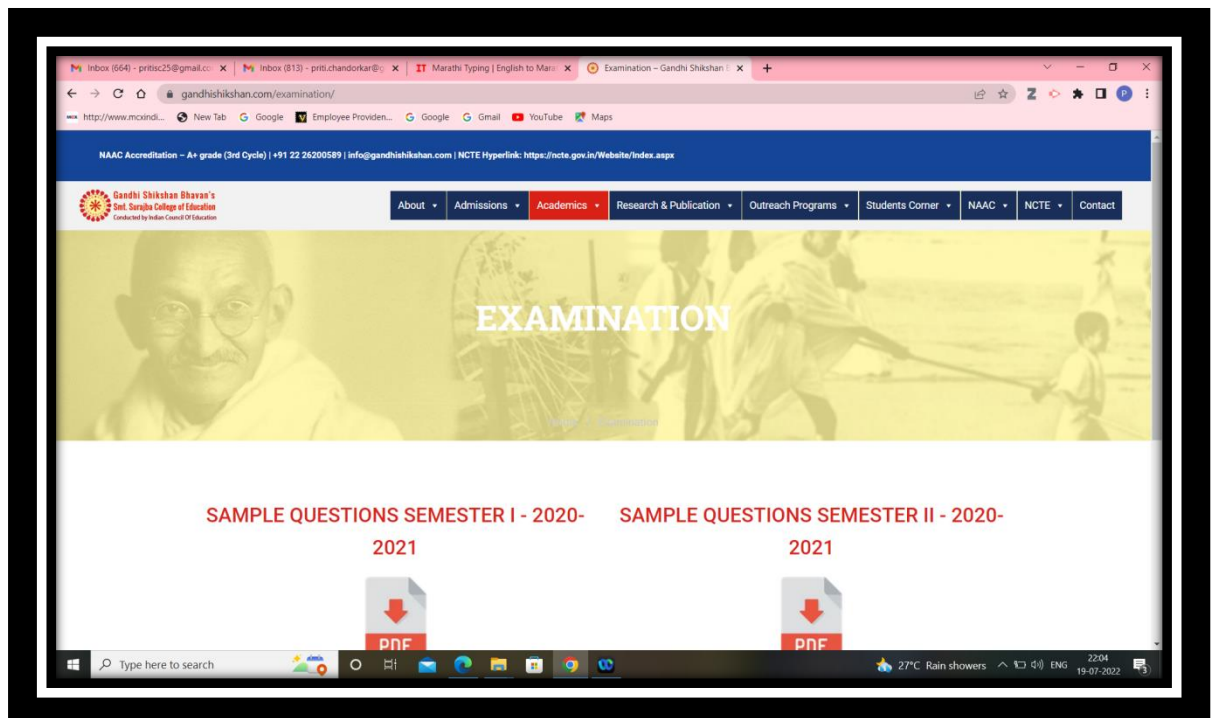 Inbox (664) - pritisc25@gmail.co
Inbox (813) - priti.chandorkar@g
IT Marathi Typing | English to Mara
Examination – Gandhi Shikshan
gandhishikshan.com/examination/
http://www.mcxindi...
New Tab
Google
Employee Providen...
Google
Gmail
YouTube
Maps
NAAC Accreditation – A+ grade (3rd Cycle) | +91 22 26200589 | info@gandhishikshan.com | NCTE Hyperlink: https://ncte.gov.in/Website/Index.aspx
Gandhi Shikshan Bhavan's
Smt. Surajba College of Education
Conducted by Indian Council Of Education
About
Admissions
Academics
Research & Publication
Outreach Programs
Students Corner
NAAC
NCTE
Contact
EXAMINATION
Home / Examination
SAMPLE QUESTIONS SEMESTER I - 2020-
2021
SAMPLE QUESTIONS SEMESTER II - 2020-
2021
PDF
PDF
Type here to search
27°C Rain showers
ENG
22:04
19-07-2022
3